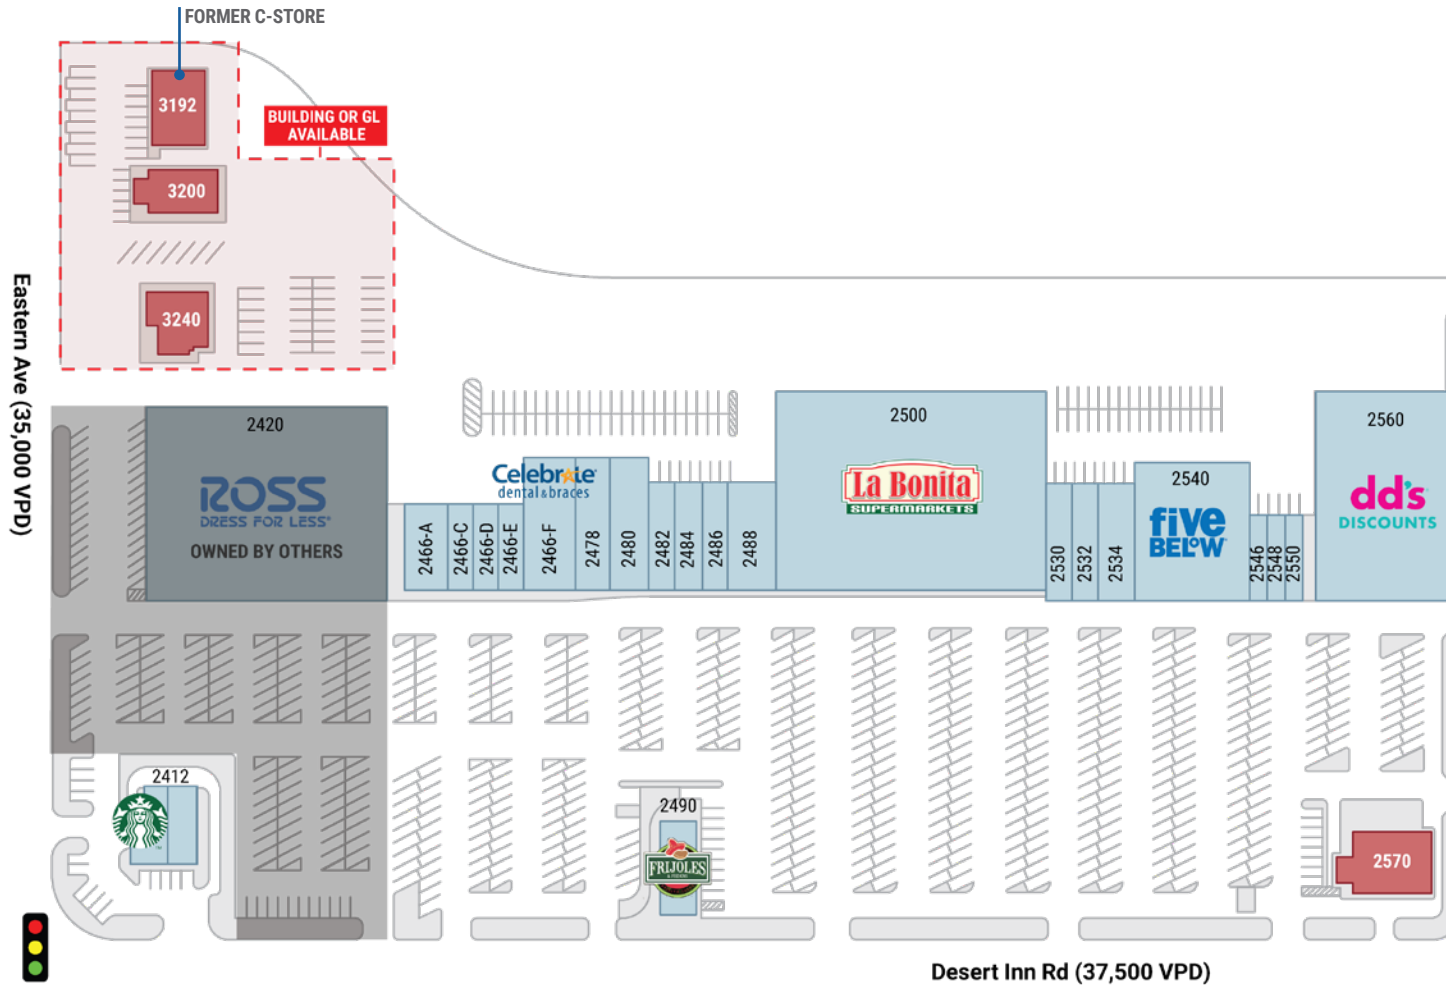 FORMER C-STORE
3192
BUILDING OR GL
AVAILABLE
3200
3240
Eastern Ave (35,000 VPD)
2420
ROSS
DRESS FOR LESS®
OWNED BY OTHERS
2466-A
2466-C
2466-D
2466-E
2466-F
Celebrate
dental&braces
2478
2480
2482
2484
2486
2488
2500
La Bonita
SUPERMARKETS
2530
2532
2534
2540
five
BELOW
2546
2548
2550
2560
dd's
DISCOUNTS
2412
2490
FRIJOLES
2570
Desert Inn Rd (37,500 VPD)